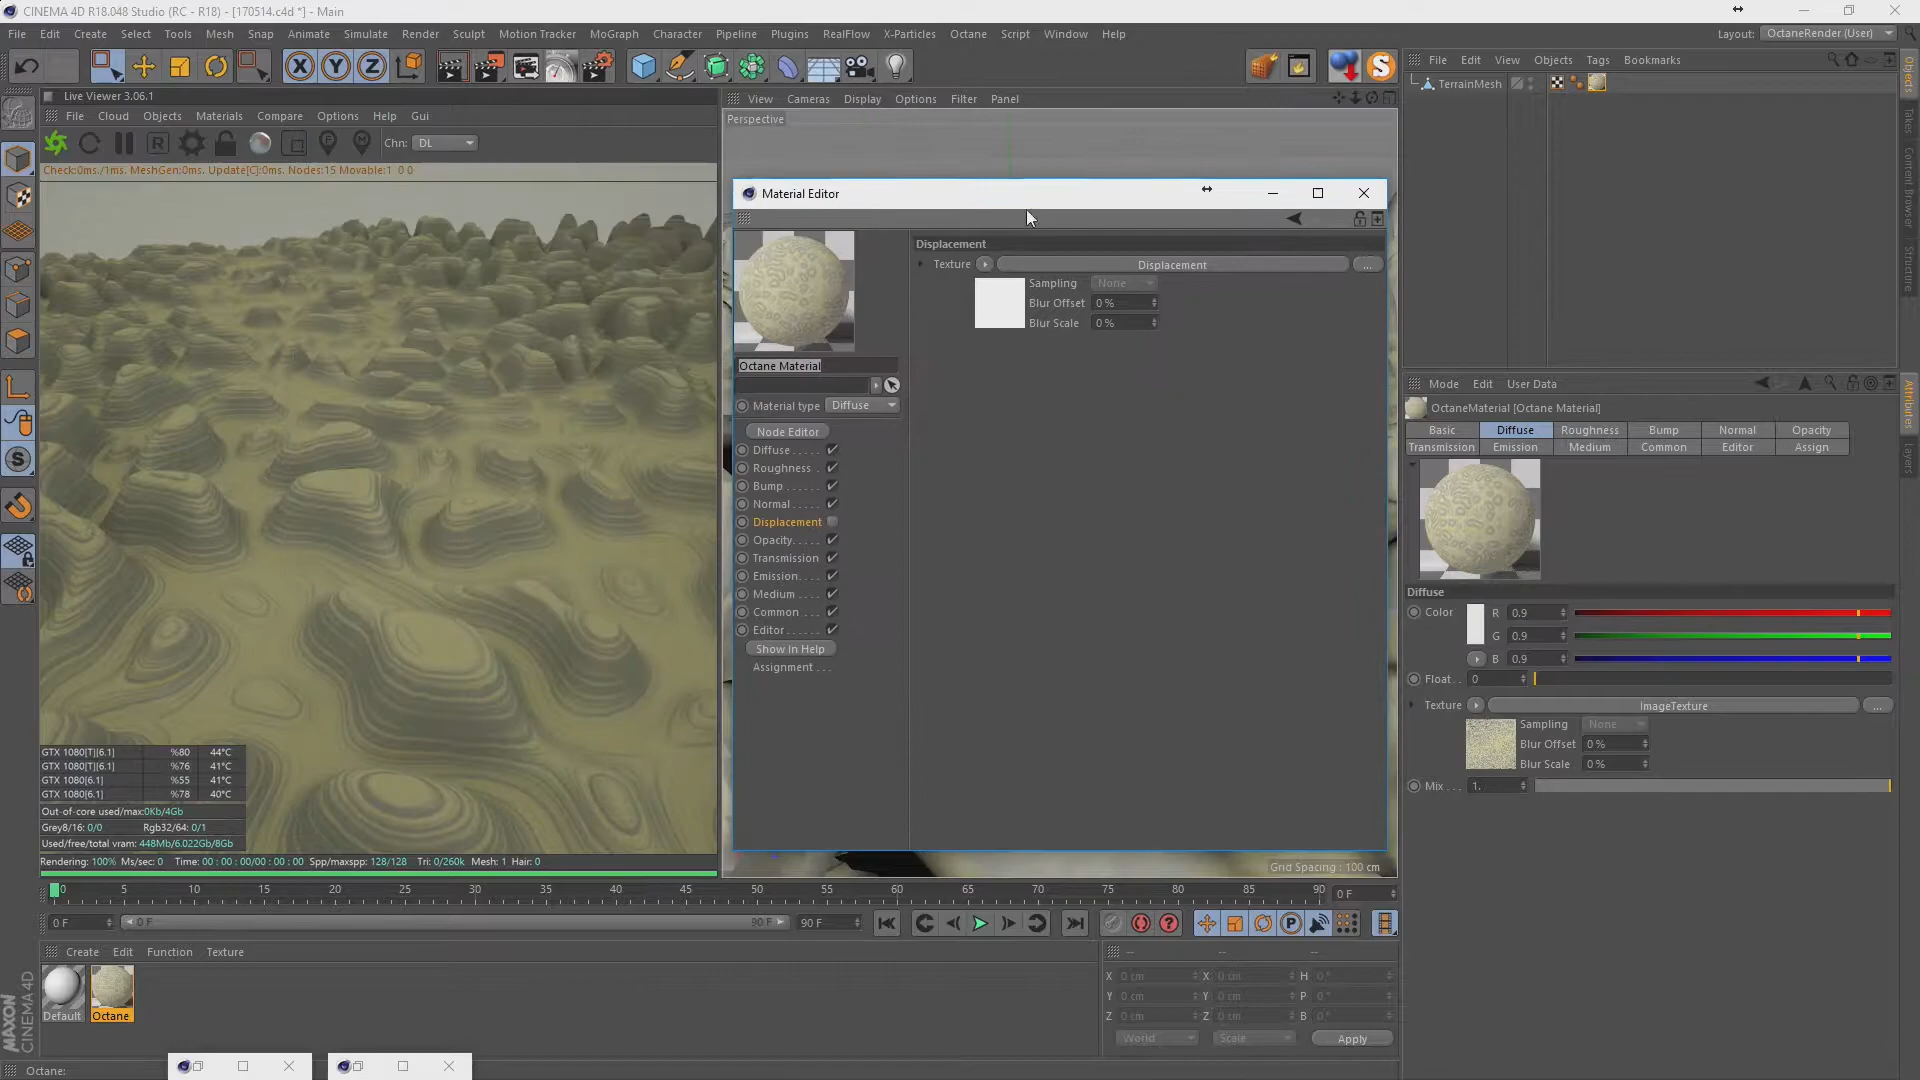 CINEMA 4D R18.048 Studio (RC - R18) - [170514.c4d *] - Main
File Edit Create Select Tools Mesh Snap Animate Simulate Render Sculpt Motion Tracker MoGraph Character Pipeline Plugins RealFlow X-Particles Octane Script Window Help
Layout: OctaneRender (User)
X Y Z
File Edit View Objects Tags Bookmarks
TerrainMesh
Objects
Takes
Content Browser
Structure
Live Viewer 3.06.1
File Cloud Objects Materials Compare Options Help Gui
R F M Chn: DL
Check:0ms./1ms. MeshGen:0ms. Update[C]:0ms. Nodes:15 Movable:1 0 0
View Cameras Display Options Filter Panel
Perspective
Material Editor
Displacement
Texture Displacement ...
Sampling None
Blur Offset 0 %
Blur Scale 0 %
Octane Material
Material type Diffuse
Node Editor
Diffuse . . . . .
Roughness .
Bump . . . . . .
Normal . . . . .
Displacement
Opacity. . . . .
Transmission
Emission. . . .
Medium . . . .
Common . . .
Editor . . . . . .
Show In Help
Assignment . . .
Mode Edit User Data
Attributes
Layers
OctaneMaterial [Octane Material]
Basic Diffuse Roughness Bump Normal Opacity
Transmission Emission Medium Common Editor Assign
Diffuse
Color R 0.9
G 0.9
B 0.9
Float. . 0
Texture ImageTexture ...
Sampling None
Blur Offset 0 %
Blur Scale 0 %
Mix . . . 1.
GTX 1080[T][6.1] %80 44°C
GTX 1080[T][6.1] %76 41°C
GTX 1080[6.1] %55 41°C
GTX 1080[6.1] %78 40°C
Out-of-core used/max:0Kb/4Gb
Grey8/16: 0/0 Rgb32/64: 0/1
Used/free/total vram: 448Mb/6.022Gb/8Gb
Rendering: 100% Ms/sec: 0 Time: 00 : 00 : 00/00 : 00 : 00 Spp/maxspp: 128/128 Tri: 0/260k Mesh: 1 Hair: 0
Grid Spacing : 100 cm
0 5 10 15 20 25 30 35 40 45 50 55 60 65 70 75 80 85 90 0 F
0 F 0 F 90 F 90 F
Create Edit Function Texture
-- -- --
Default Octane
X 0 cm X 0 cm H 0 °
Y 0 cm Y 0 cm P 0 °
Z 0 cm Z 0 cm B 0 °
World Scale Apply
MAXON
CINEMA 4D
Octane: